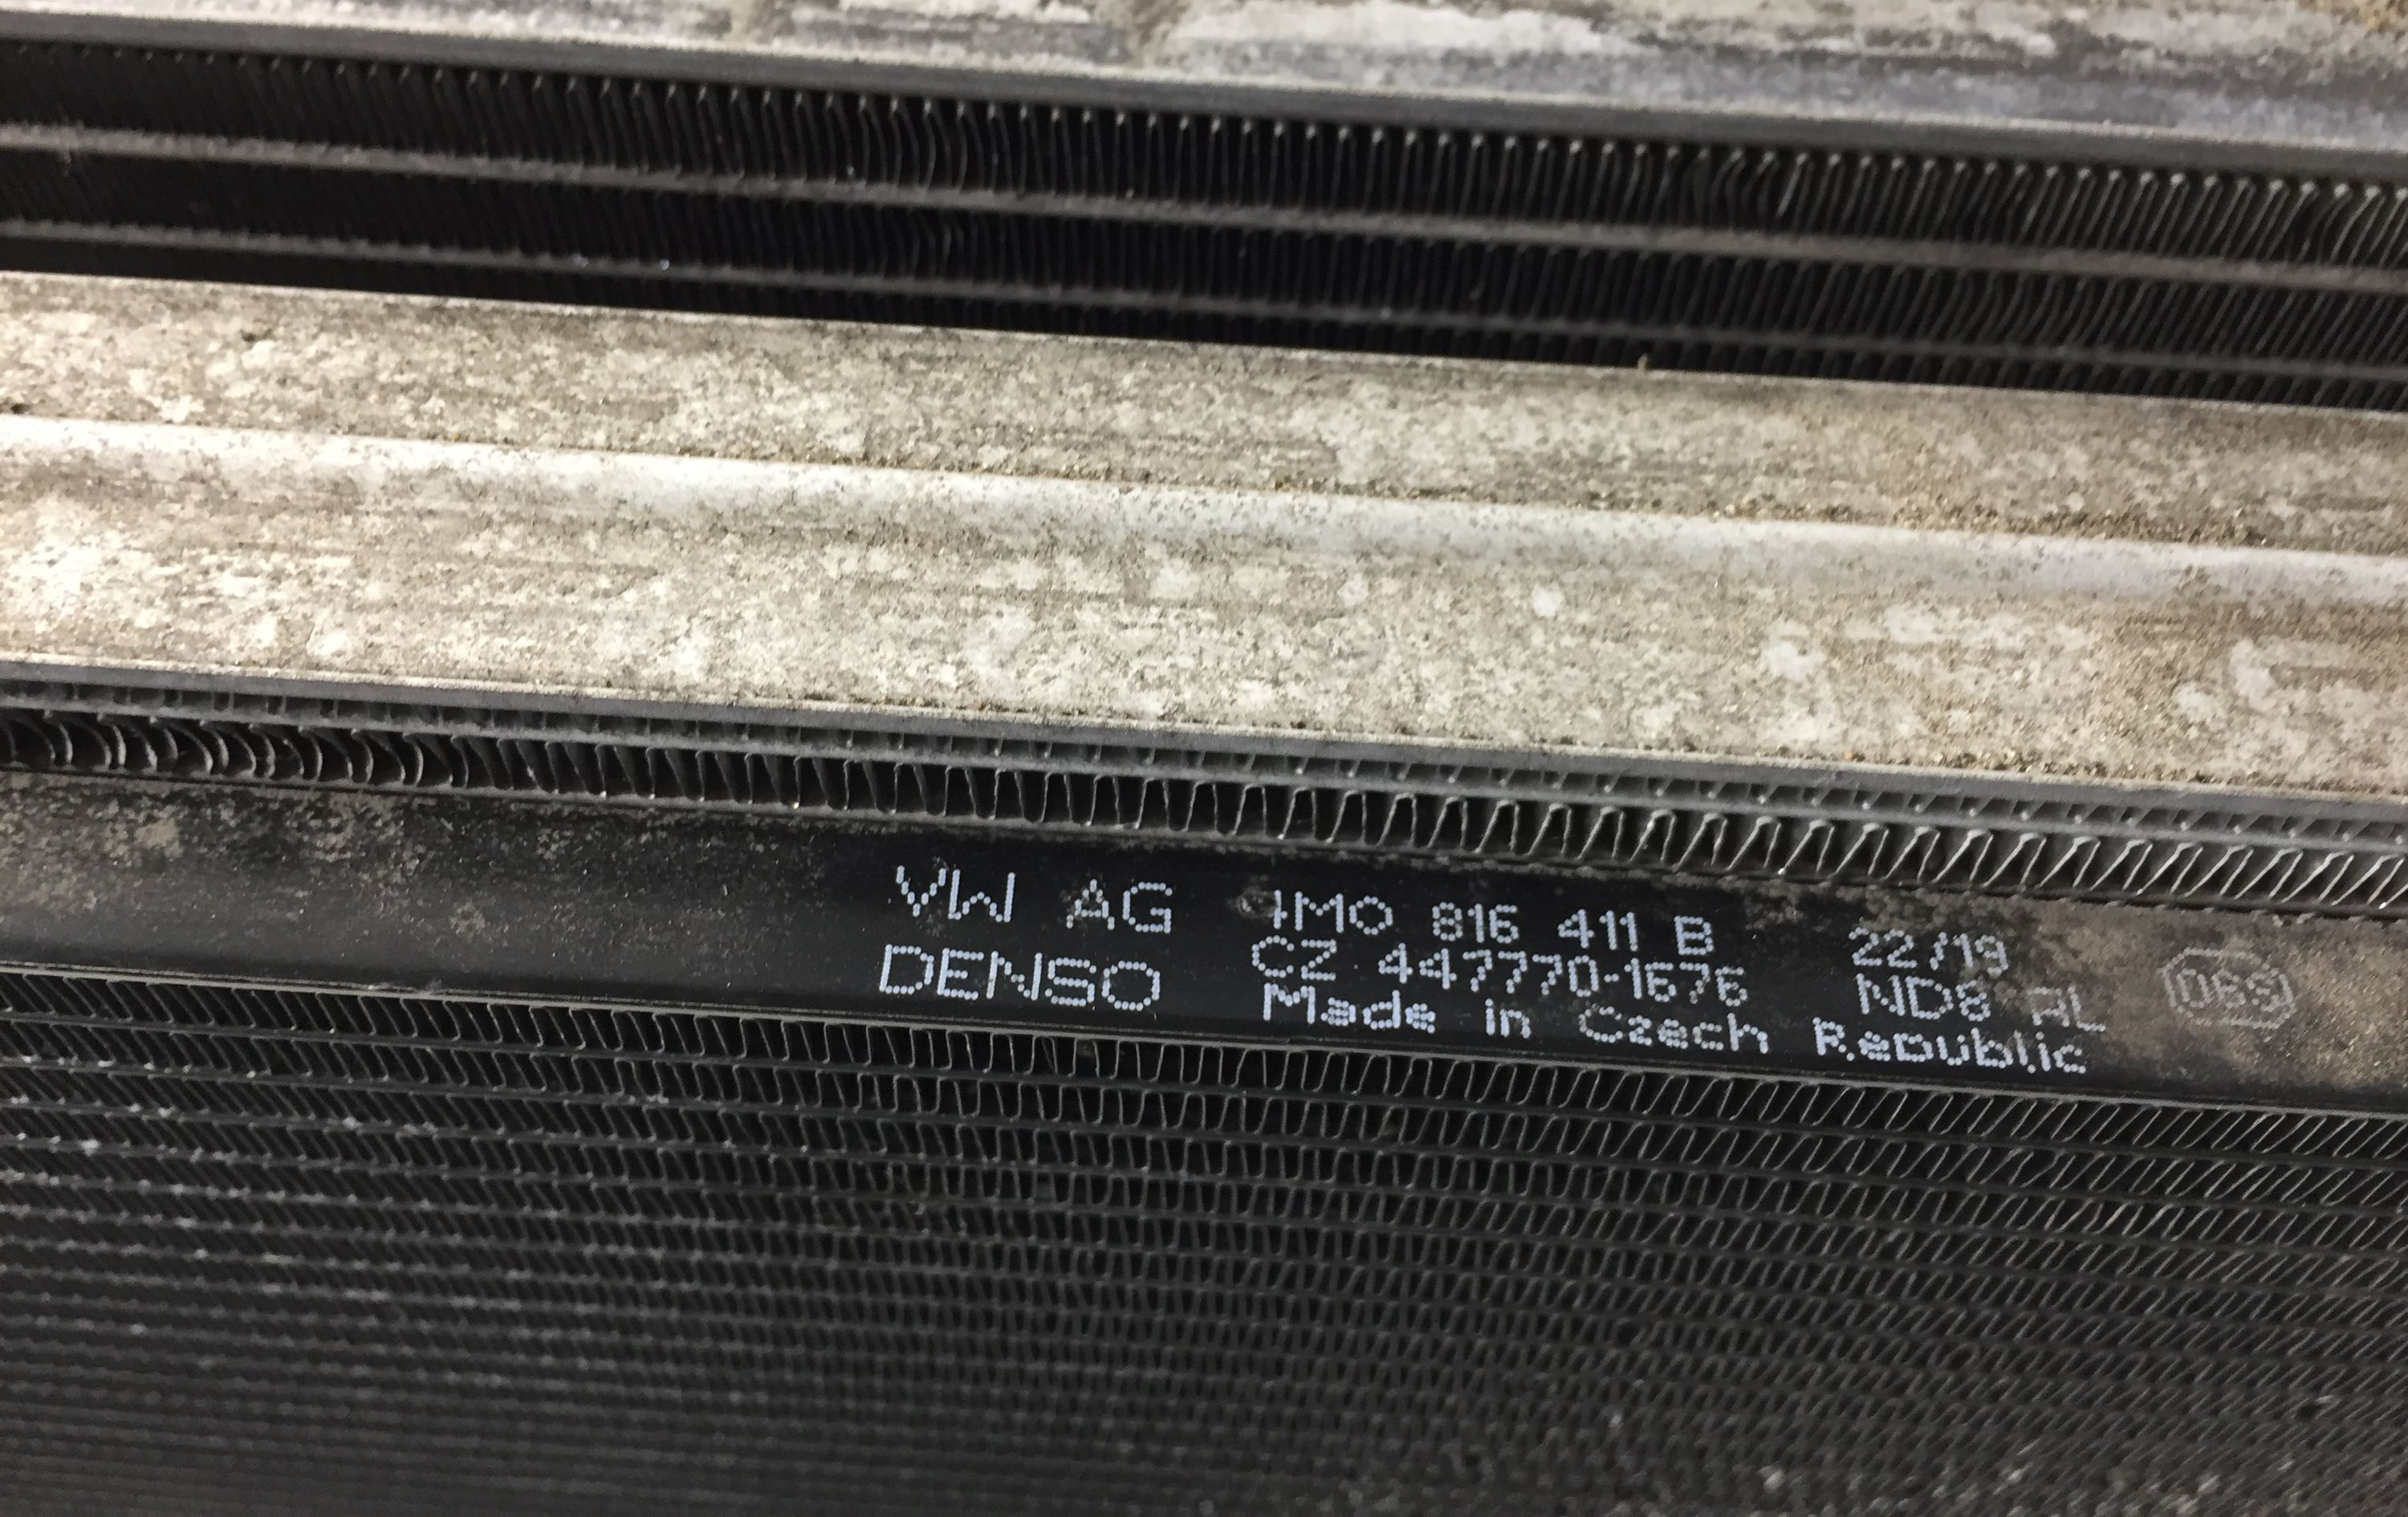 VW AG 4M0 816 411 B 22/19
DENSO CZ 447770-1676 ND8 AL
Made in Czech Republic